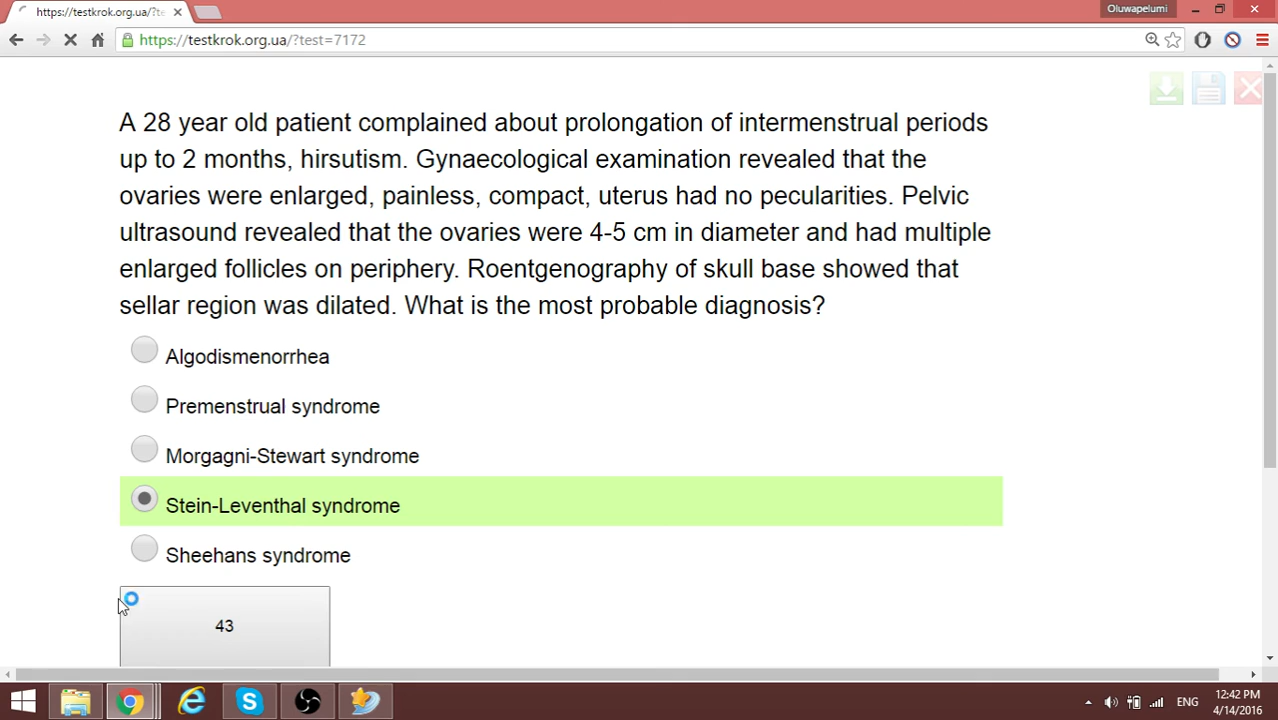 https://testkrok.org.ua/?te
Oluwapelumi
https://testkrok.org.ua/?test=7172
A 28 year old patient complained about prolongation of intermenstrual periods
up to 2 months, hirsutism. Gynaecological examination revealed that the
ovaries were enlarged, painless, compact, uterus had no pecularities. Pelvic
ultrasound revealed that the ovaries were 4-5 cm in diameter and had multiple
enlarged follicles on periphery. Roentgenography of skull base showed that
sellar region was dilated. What is the most probable diagnosis?
Algodismenorrhea
Premenstrual syndrome
Morgagni-Stewart syndrome
Stein-Leventhal syndrome
Sheehans syndrome
43
ENG
12:42 PM
4/14/2016